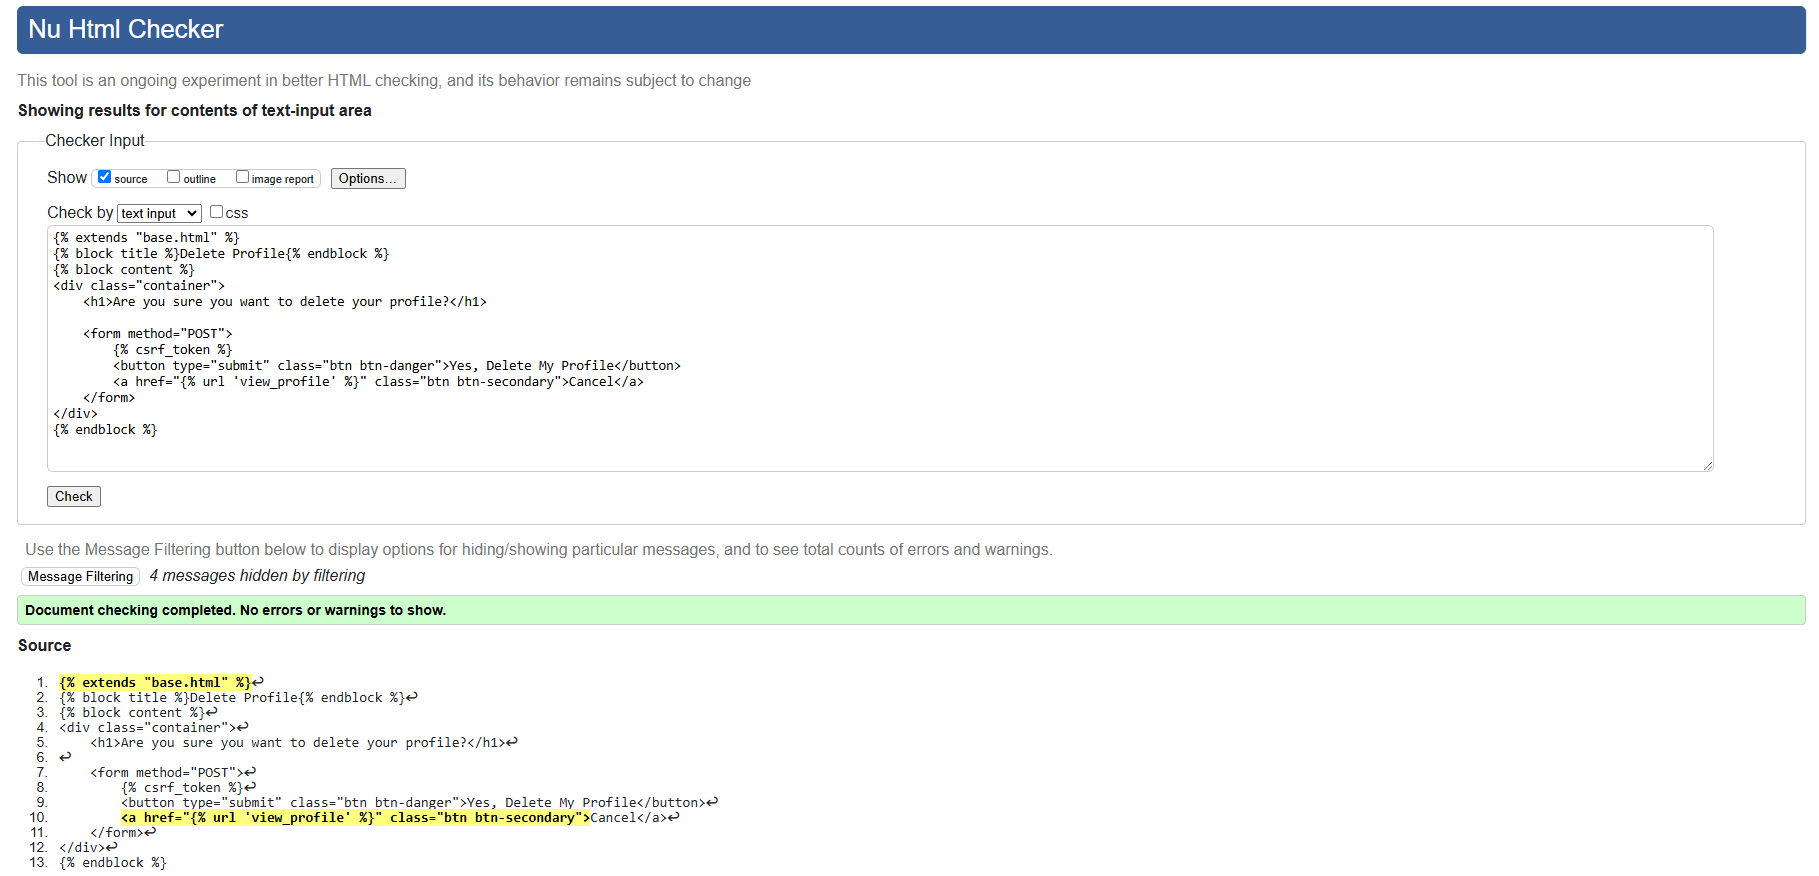 Nu Html Checker
This tool is an ongoing experiment in better HTML checking, and its behavior remains subject to change
Showing results for contents of text-input area
Checker Input
Show source outline image report Options...
Check by text input css
{% extends "base.html" %}
{% block title %}Delete Profile{% endblock %}
{% block content %}
<div class="container">
    <h1>Are you sure you want to delete your profile?</h1>

    <form method="POST">
        {% csrf_token %}
        <button type="submit" class="btn btn-danger">Yes, Delete My Profile</button>
        <a href="{% url 'view_profile' %}" class="btn btn-secondary">Cancel</a>
    </form>
</div>
{% endblock %}
Check
Use the Message Filtering button below to display options for hiding/showing particular messages, and to see total counts of errors and warnings.
Message Filtering 4 messages hidden by filtering
Document checking completed. No errors or warnings to show.
Source
1. {% extends "base.html" %}↩
2. {% block title %}Delete Profile{% endblock %}↩
3. {% block content %}↩
4. <div class="container">↩
5.     <h1>Are you sure you want to delete your profile?</h1>↩
6. ↩
7.     <form method="POST">↩
8.         {% csrf_token %}↩
9.         <button type="submit" class="btn btn-danger">Yes, Delete My Profile</button>↩
10.         <a href="{% url 'view_profile' %}" class="btn btn-secondary">Cancel</a>↩
11.     </form>↩
12. </div>↩
13. {% endblock %}